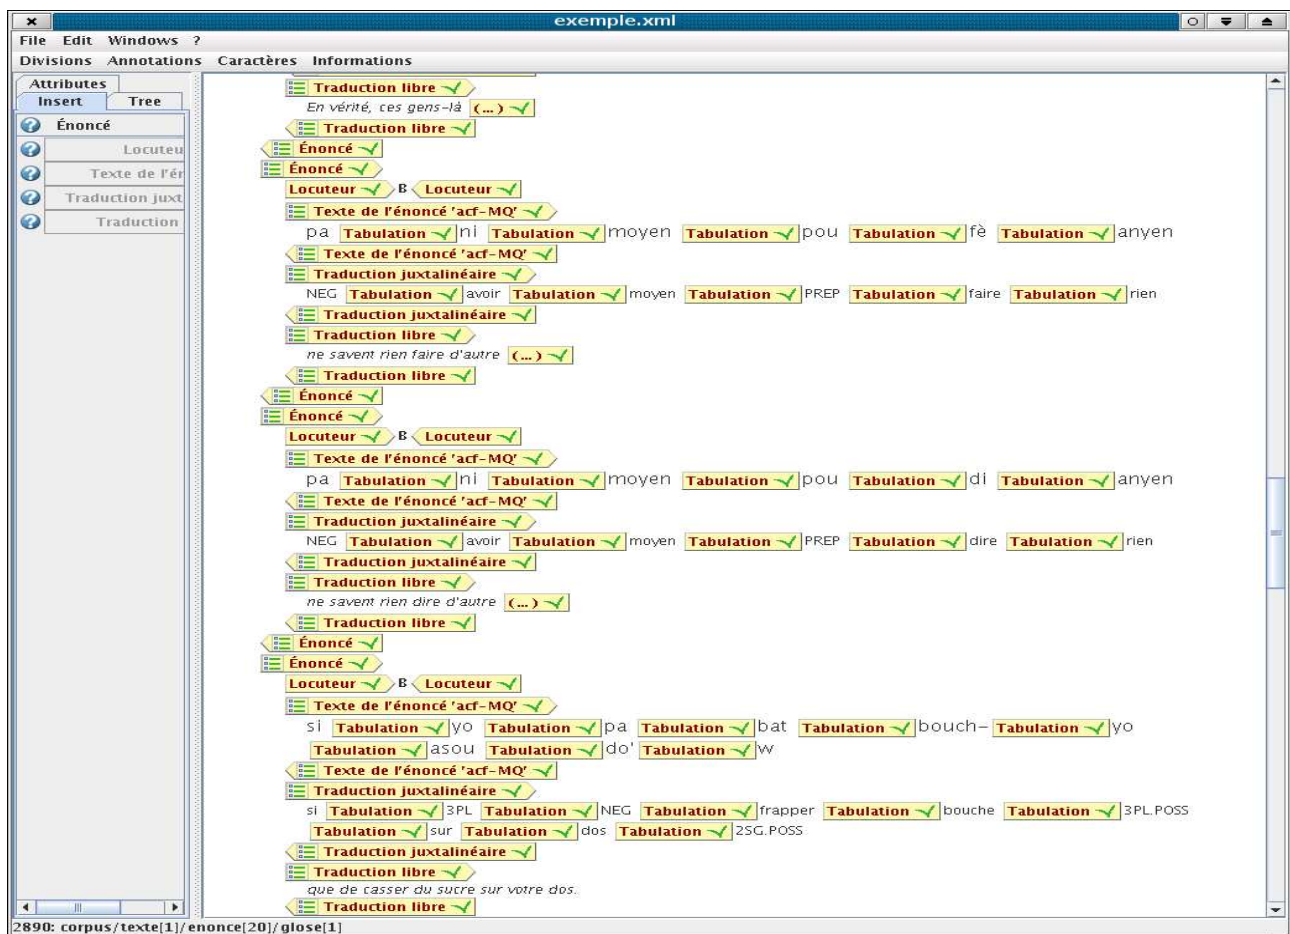 exemple.xml
File Edit Windows ?
Divisions Annotations Caractères Informations
Attributes
Insert Tree
Énoncé
Locuteu
Texte de l'ér
Traduction juxt
Traduction
Traduction libre
En vérité, ces gens-là (...)
Traduction libre
Énoncé
Énoncé
Locuteur B Locuteur
Texte de l'énoncé 'acf-MQ'
pa Tabulation ni Tabulation moyen Tabulation pou Tabulation fè Tabulation anyen
Texte de l'énoncé 'acf-MQ'
Traduction juxtalinéaire
NEG Tabulation avoir Tabulation moyen Tabulation PREP Tabulation faire Tabulation rien
Traduction juxtalinéaire
Traduction libre
ne savent rien faire d'autre (...)
Traduction libre
Énoncé
Énoncé
Locuteur B Locuteur
Texte de l'énoncé 'acf-MQ'
pa Tabulation ni Tabulation moyen Tabulation pou Tabulation di Tabulation anyen
Texte de l'énoncé 'acf-MQ'
Traduction juxtalinéaire
NEG Tabulation avoir Tabulation moyen Tabulation PREP Tabulation dire Tabulation rien
Traduction juxtalinéaire
Traduction libre
ne savent rien dire d'autre (...)
Traduction libre
Énoncé
Énoncé
Locuteur B Locuteur
Texte de l'énoncé 'acf-MQ'
si Tabulation yo Tabulation pa Tabulation bat Tabulation bouch- Tabulation yo
Tabulation asou Tabulation do' Tabulation w
Texte de l'énoncé 'acf-MQ'
Traduction juxtalinéaire
si Tabulation 3PL Tabulation NEG Tabulation frapper Tabulation bouche Tabulation 3PL.POSS
Tabulation sur Tabulation dos Tabulation 2SG.POSS
Traduction juxtalinéaire
Traduction libre
que de casser du sucre sur votre dos.
Traduction libre
2890: corpus/texte[1]/enonce[20]/glose[1]